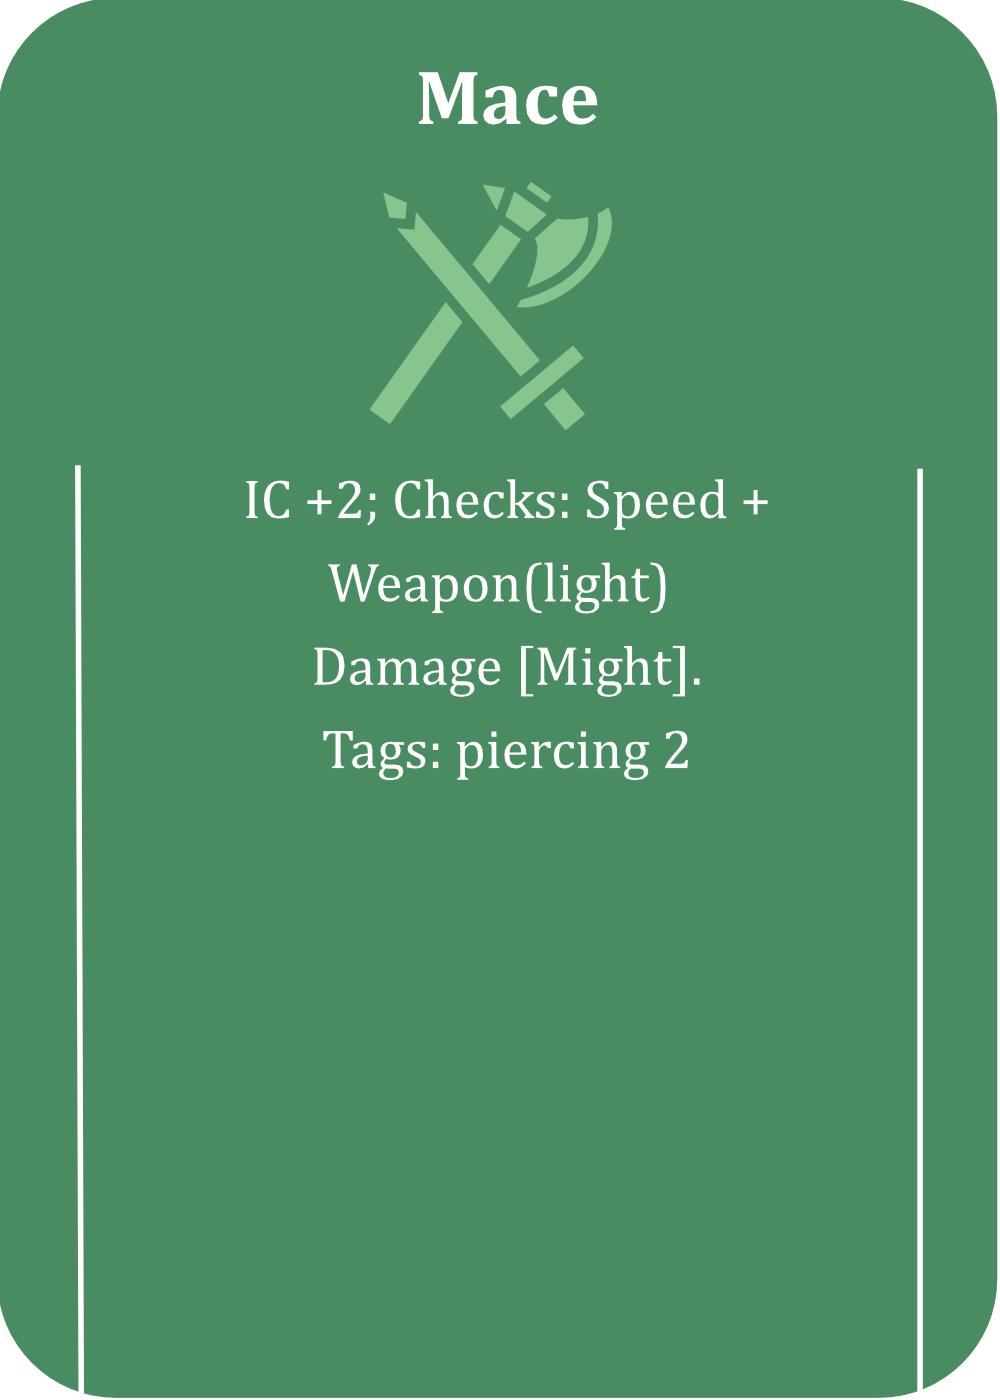 Mace
IC +2; Checks: Speed +
Weapon(light)
Damage [Might].
Tags: piercing 2